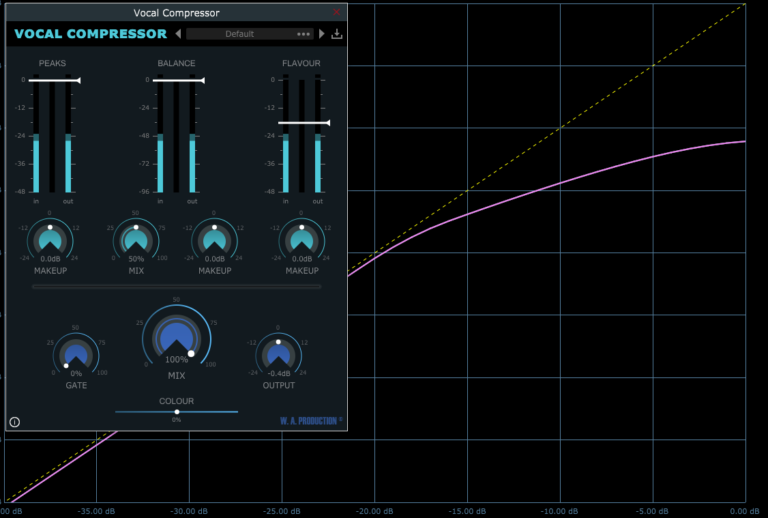 Vocal Compressor
VOCAL COMPRESSOR
Default
PEAKS BALANCE FLAVOUR
0 0 0
-12 -24 -12
-24 -48 -24
-36 -72 -36
-48 -96 -48
in out in out in out
0 50 0 0
-12 12 25 75 -12 12 -12 12
-24 24 0 100 -24 24 -24 24
0.0dB 50% 0.0dB 0.0dB
MAKEUP MIX MAKEUP MAKEUP
50
50 25 75 0
25 75 -12 12
0 100 0 100 -24 24
0% 100% -0.4dB
GATE MIX OUTPUT
COLOUR
0%
W. A. PRODUCTION ®
.00 dB -35.00 dB -30.00 dB -25.00 dB -20.00 dB -15.00 dB -10.00 dB -5.00 dB 0.00 dB